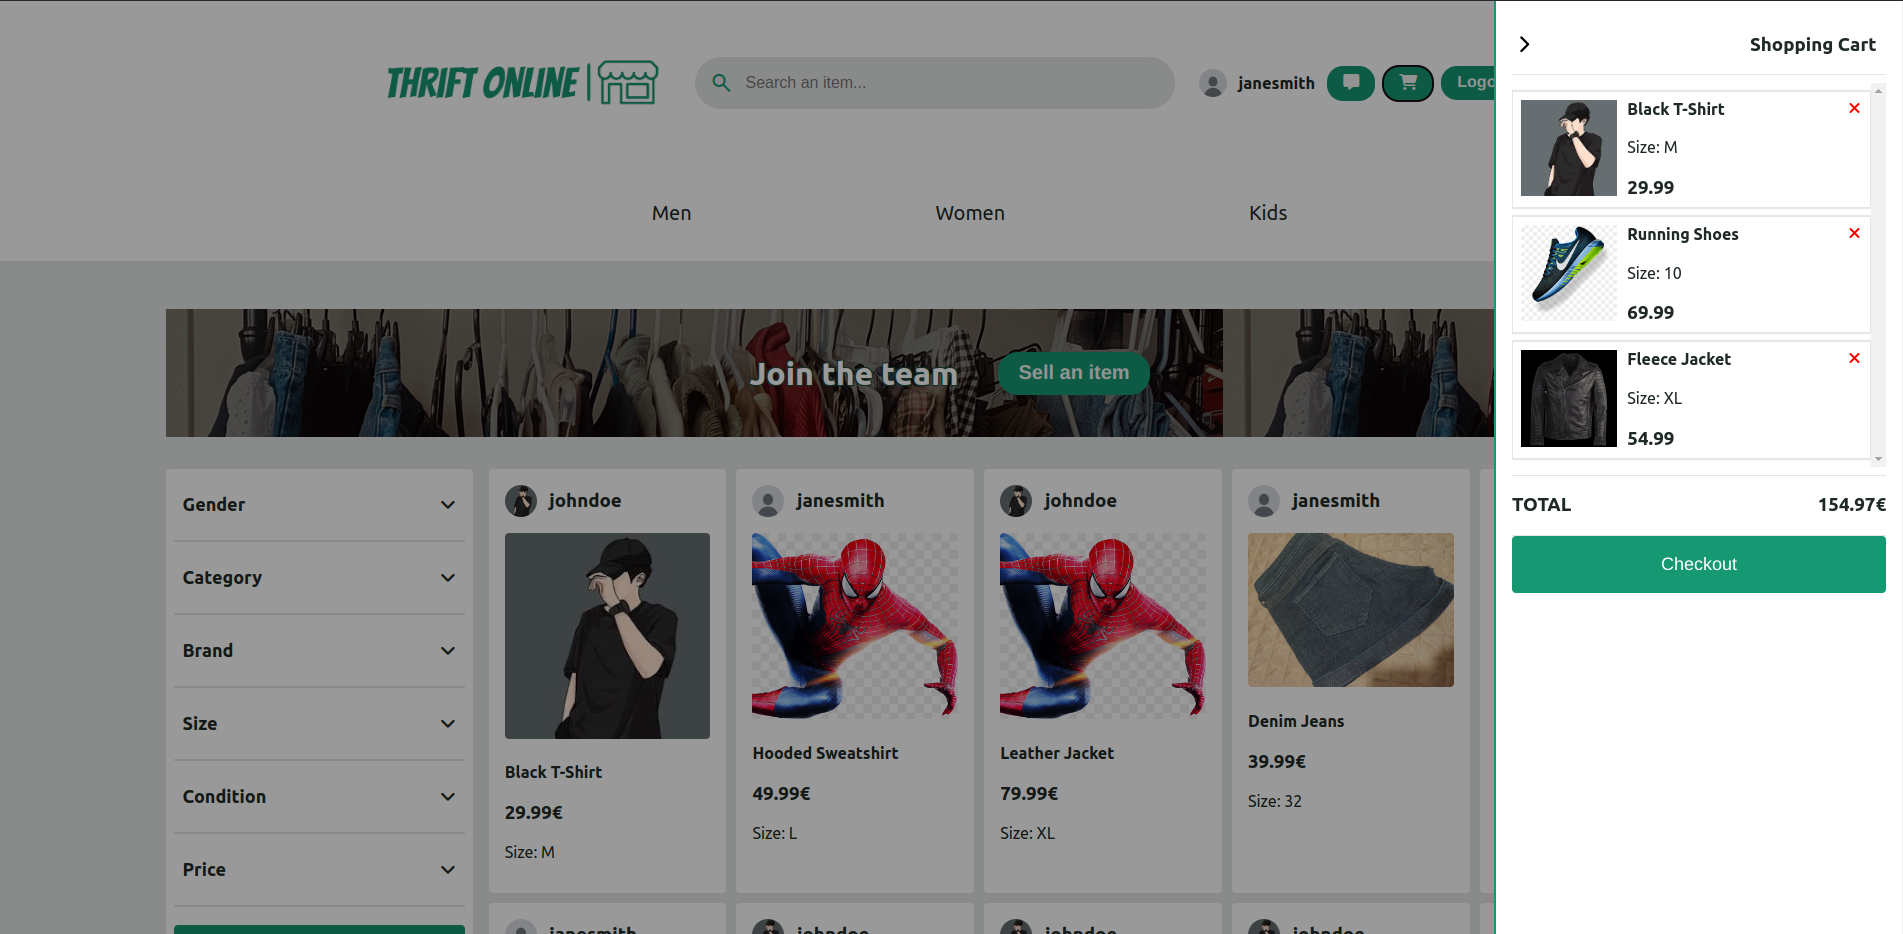 THRIFT ONLINE
Search an item...
janesmith
Logo
Men
Women
Kids
Join the team
Sell an item
Gender
Category
Brand
Size
Condition
Price
johndoe
Black T-Shirt
29.99€
Size: M
janesmith
Hooded Sweatshirt
49.99€
Size: L
johndoe
Leather Jacket
79.99€
Size: XL
janesmith
Denim Jeans
39.99€
Size: 32
janesmith
johndoe
johndoe
johndoe
Shopping Cart
Black T-Shirt
Size: M
29.99
Running Shoes
Size: 10
69.99
Fleece Jacket
Size: XL
54.99
TOTAL 154.97€
Checkout